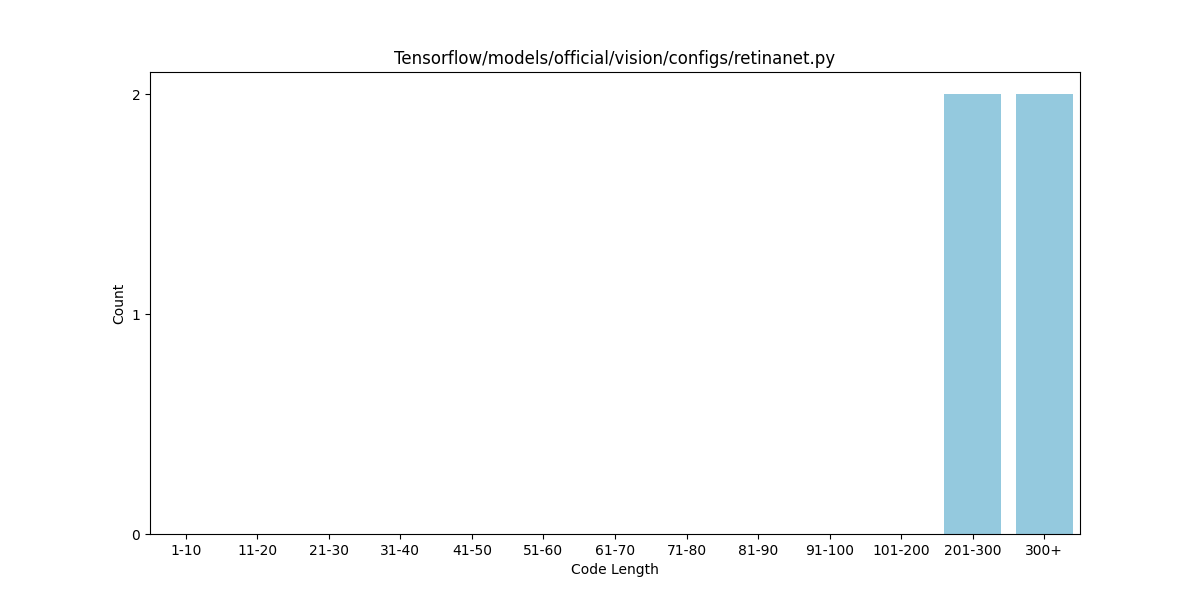 Tensorflow/models/official/vision/configs/retinanet.py
2
1
0
Count
1-10 11-20 21-30 31-40 41-50 51-60 61-70 71-80 81-90 91-100 101-200 201-300 300+
Code Length